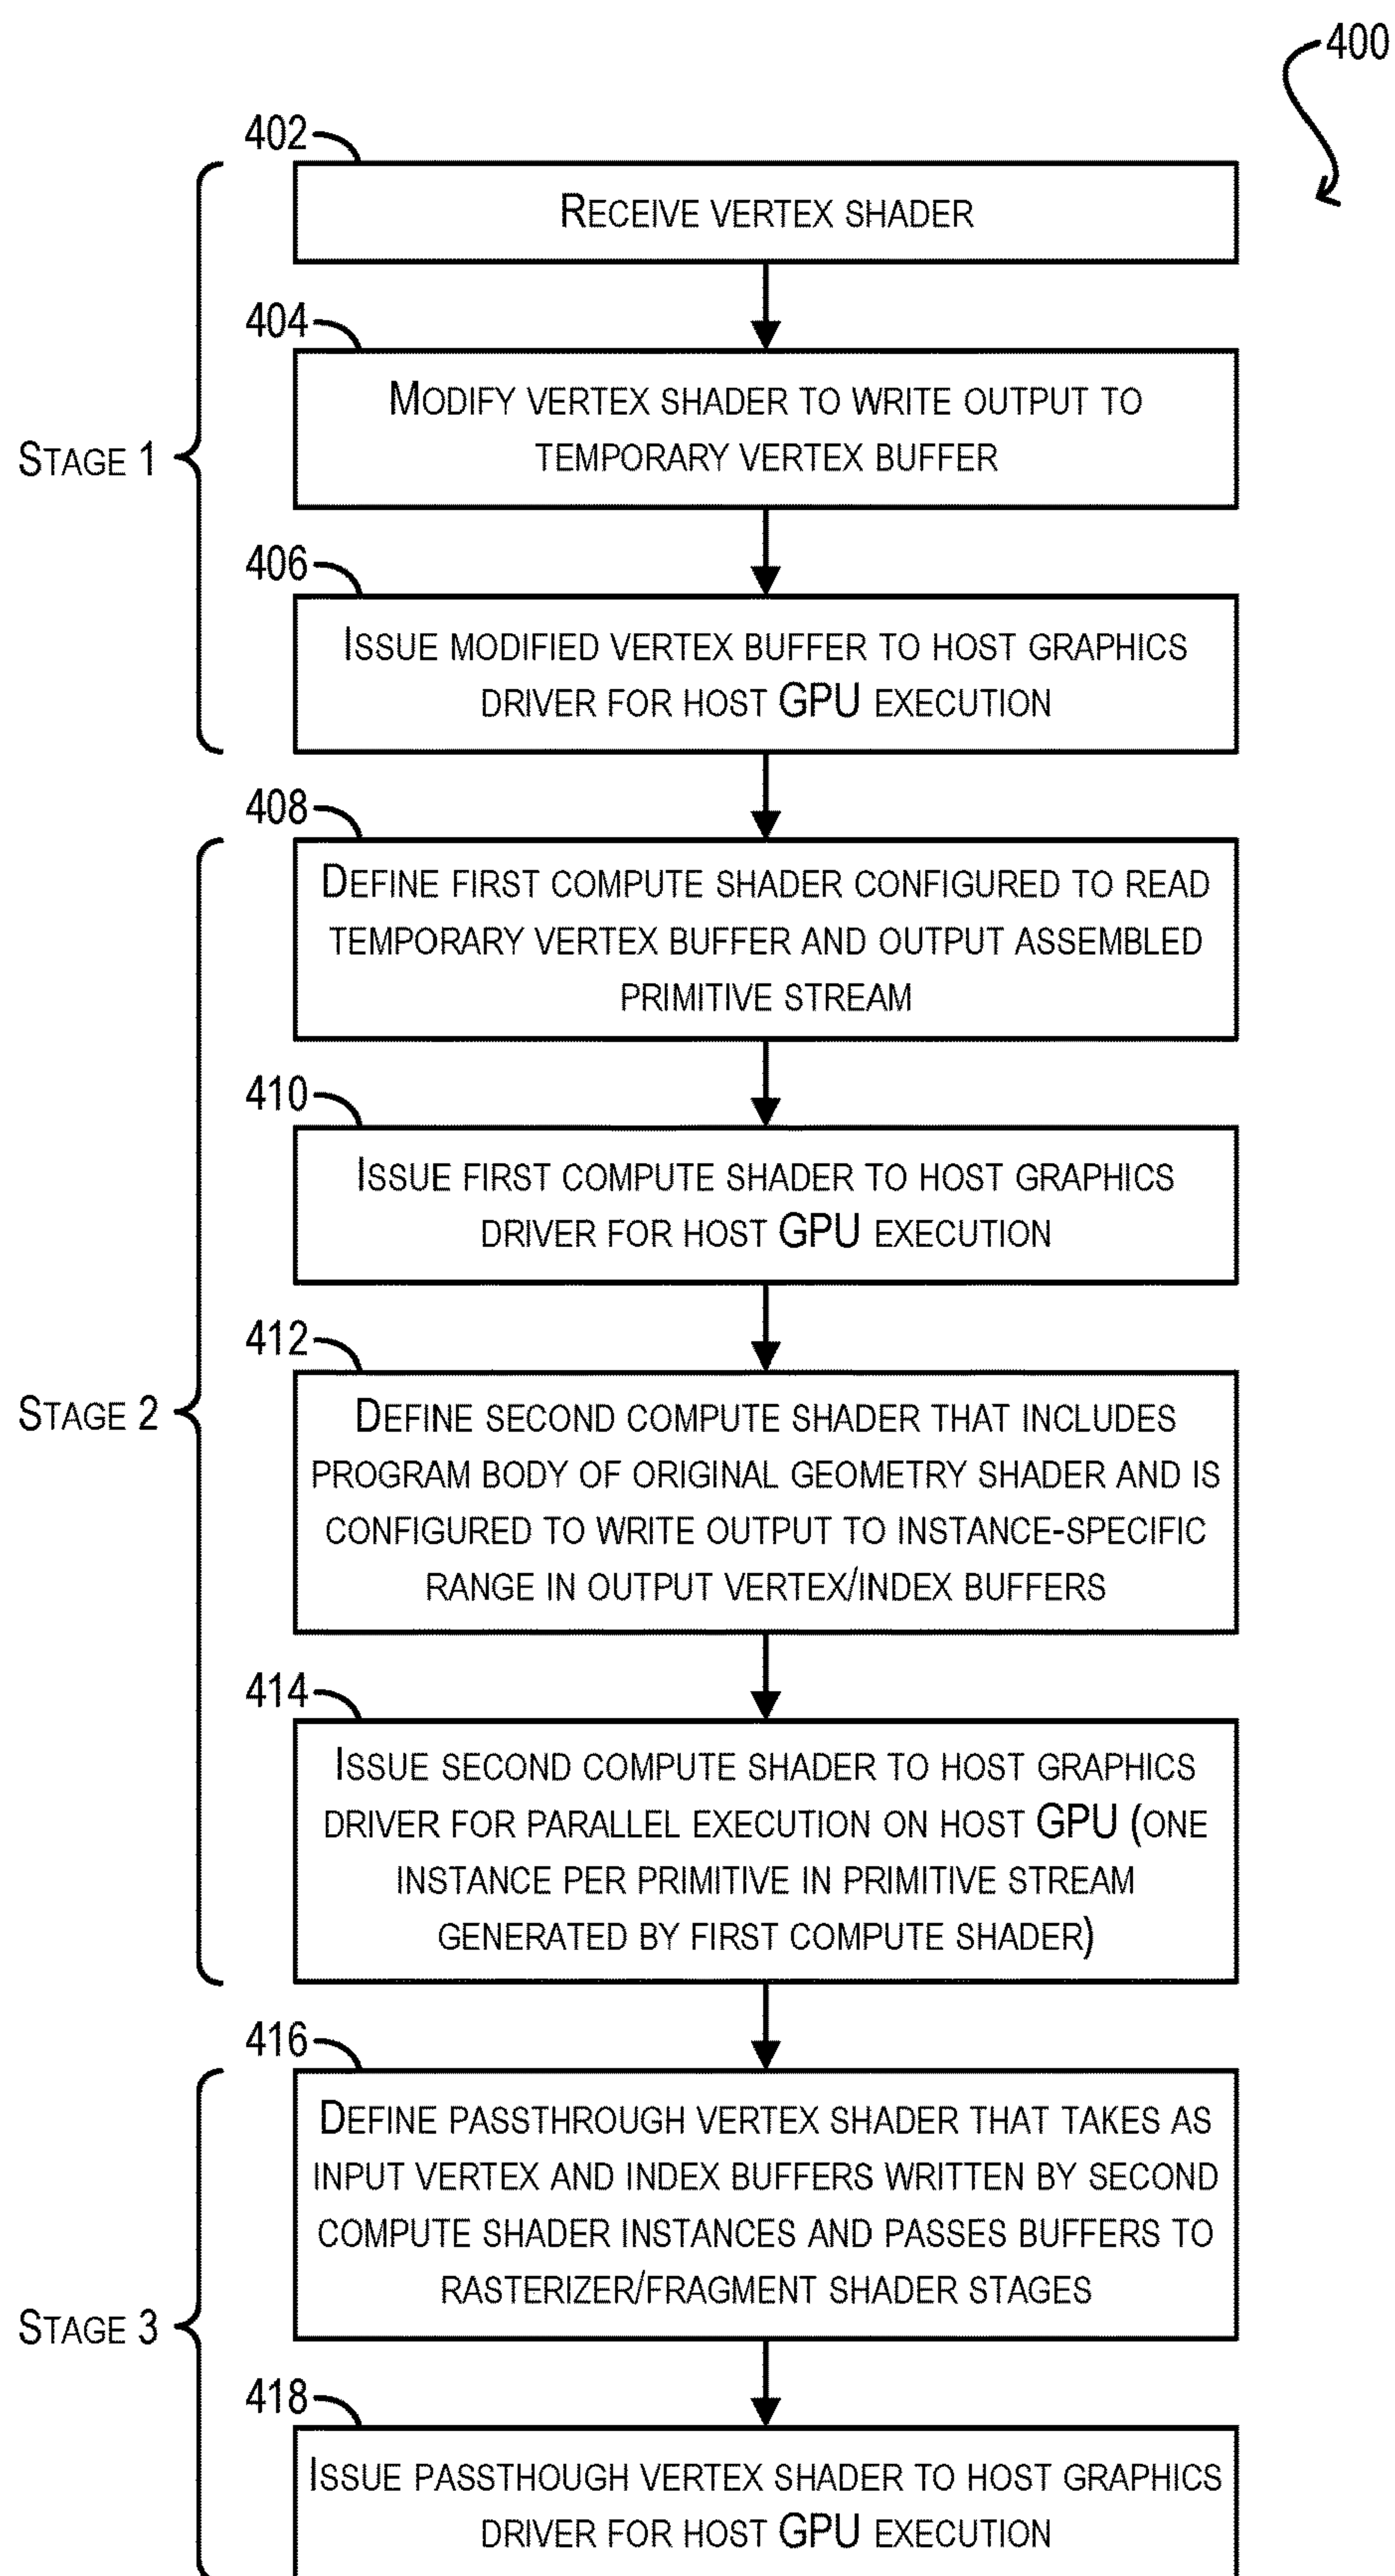 400
402
RECEIVE VERTEX SHADER
404
MODIFY VERTEX SHADER TO WRITE OUTPUT TO
TEMPORARY VERTEX BUFFER
STAGE 1
406
ISSUE MODIFIED VERTEX BUFFER TO HOST GRAPHICS
DRIVER FOR HOST GPU EXECUTION
408
DEFINE FIRST COMPUTE SHADER CONFIGURED TO READ
TEMPORARY VERTEX BUFFER AND OUTPUT ASSEMBLED
PRIMITIVE STREAM
410
ISSUE FIRST COMPUTE SHADER TO HOST GRAPHICS
DRIVER FOR HOST GPU EXECUTION
412
STAGE 2
DEFINE SECOND COMPUTE SHADER THAT INCLUDES
PROGRAM BODY OF ORIGINAL GEOMETRY SHADER AND IS
CONFIGURED TO WRITE OUTPUT TO INSTANCE-SPECIFIC
RANGE IN OUTPUT VERTEX/INDEX BUFFERS
414
ISSUE SECOND COMPUTE SHADER TO HOST GRAPHICS
DRIVER FOR PARALLEL EXECUTION ON HOST GPU (ONE
INSTANCE PER PRIMITIVE IN PRIMITIVE STREAM
GENERATED BY FIRST COMPUTE SHADER)
416
DEFINE PASSTHROUGH VERTEX SHADER THAT TAKES AS
INPUT VERTEX AND INDEX BUFFERS WRITTEN BY SECOND
COMPUTE SHADER INSTANCES AND PASSES BUFFERS TO
RASTERIZER/FRAGMENT SHADER STAGES
STAGE 3
418
ISSUE PASSTHOUGH VERTEX SHADER TO HOST GRAPHICS
DRIVER FOR HOST GPU EXECUTION